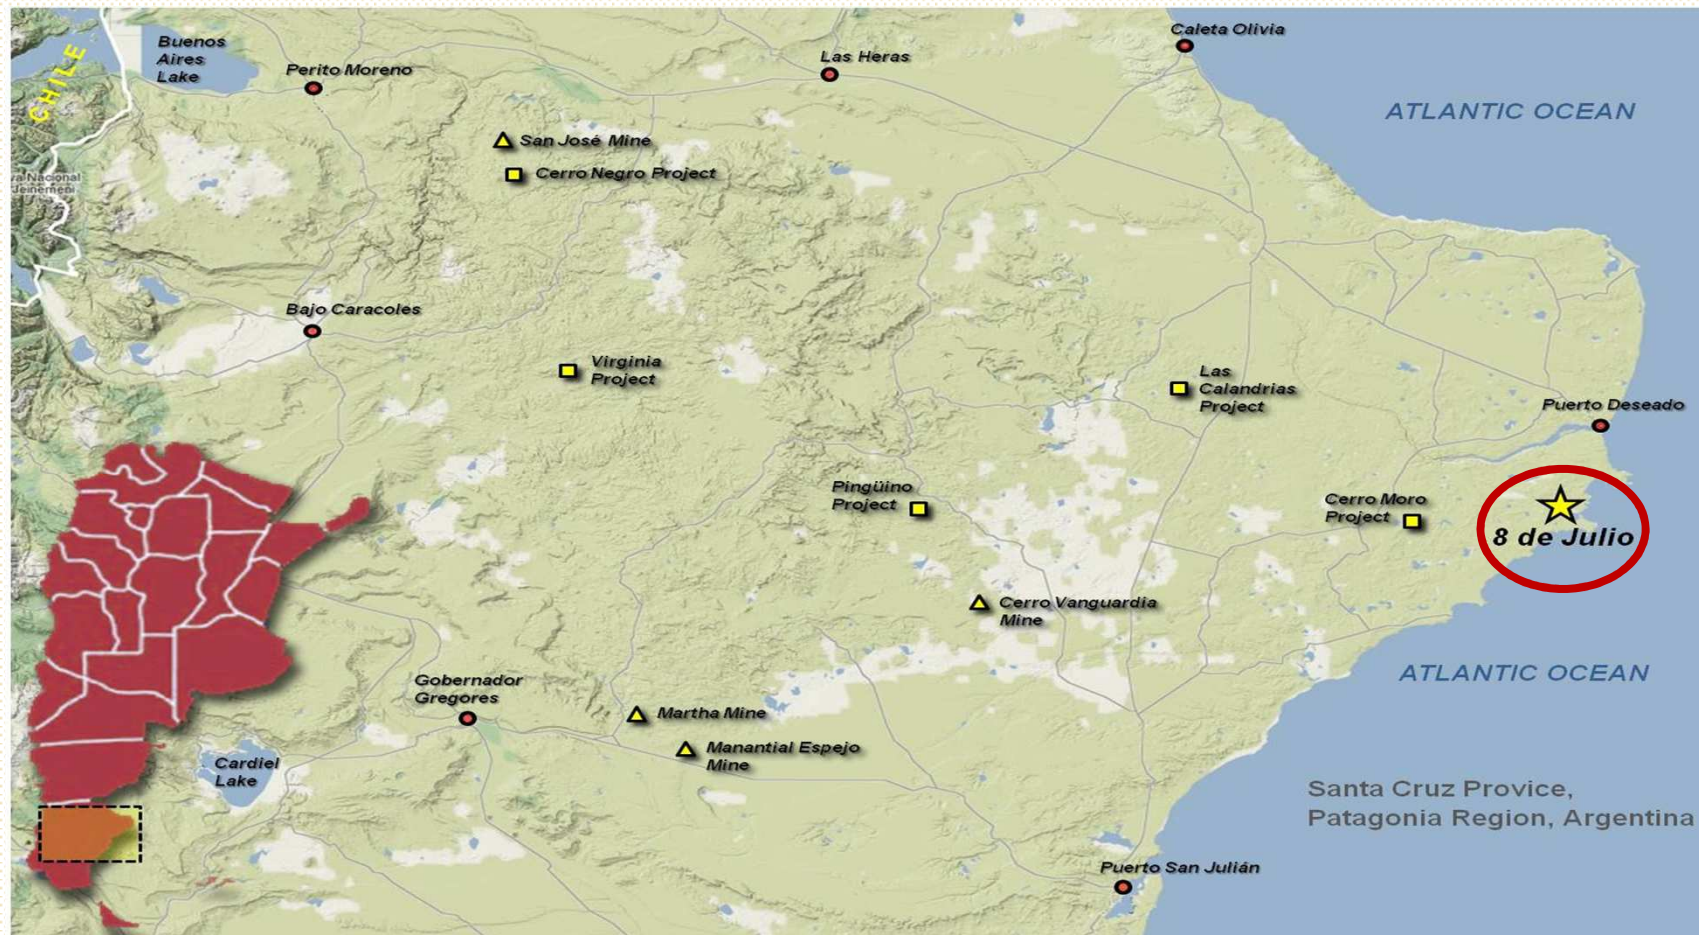 Caleta Olivia
Buenos
Aires
Lake
CHILE
Perito Moreno
Las Heras
ATLANTIC OCEAN
San José Mine
Cerro Negro Project
va Nacional
Jeinemeni
Bajo Caracoles
Virginia
Project
Las
Calandrias
Project
Puerto Deseado
Pingüino
Project
Cerro Moro
Project
8 de Julio
Cerro Vanguardia
Mine
ATLANTIC OCEAN
Gobernador
Gregores
Martha Mine
Manantial Espejo
Mine
Cardiel
Lake
Santa Cruz Provice,
Patagonia Region, Argentina
Puerto San Julián